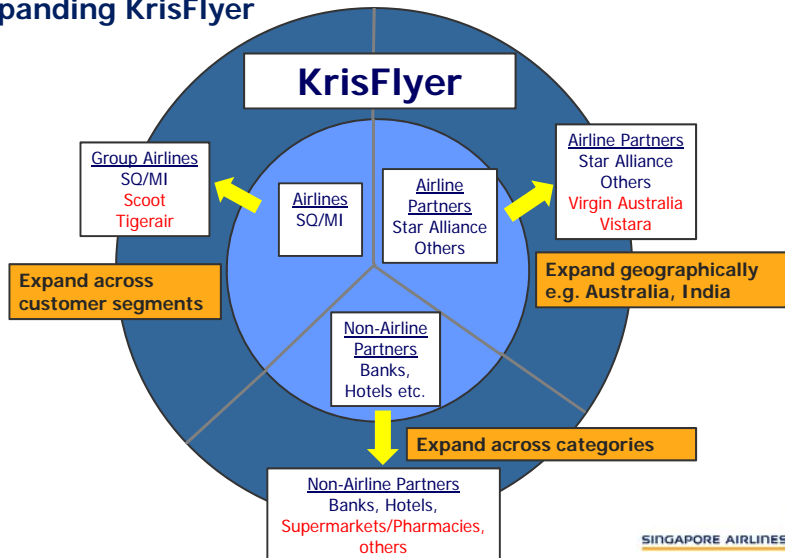 panding KrisFlyer
KrisFlyer
Group Airlines
SQ/MI
Scoot
Tigerair
Airlines
SQ/MI
Airline
Partners
Star Alliance
Others
Airline Partners
Star Alliance
Others
Virgin Australia
Vistara
Expand across
customer segments
Expand geographically
e.g. Australia, India
Non-Airline
Partners
Banks,
Hotels etc.
Expand across categories
Non-Airline Partners
Banks, Hotels,
Supermarkets/Pharmacies,
others
SINGAPORE AIRLINES